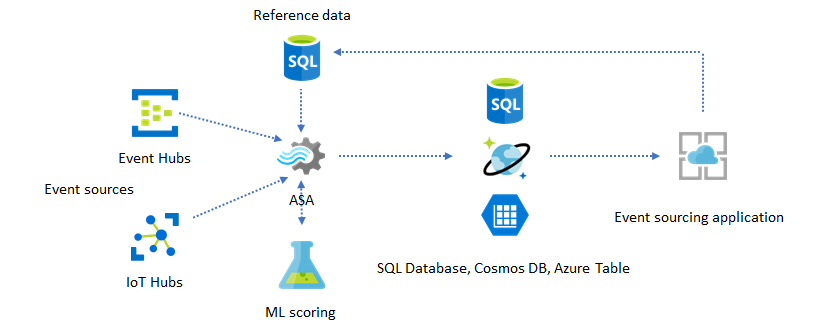 Reference data
SQL
SQL
Event Hubs
Event sources
ASA
Event sourcing application
IoT Hubs
SQL Database, Cosmos DB, Azure Table
ML scoring